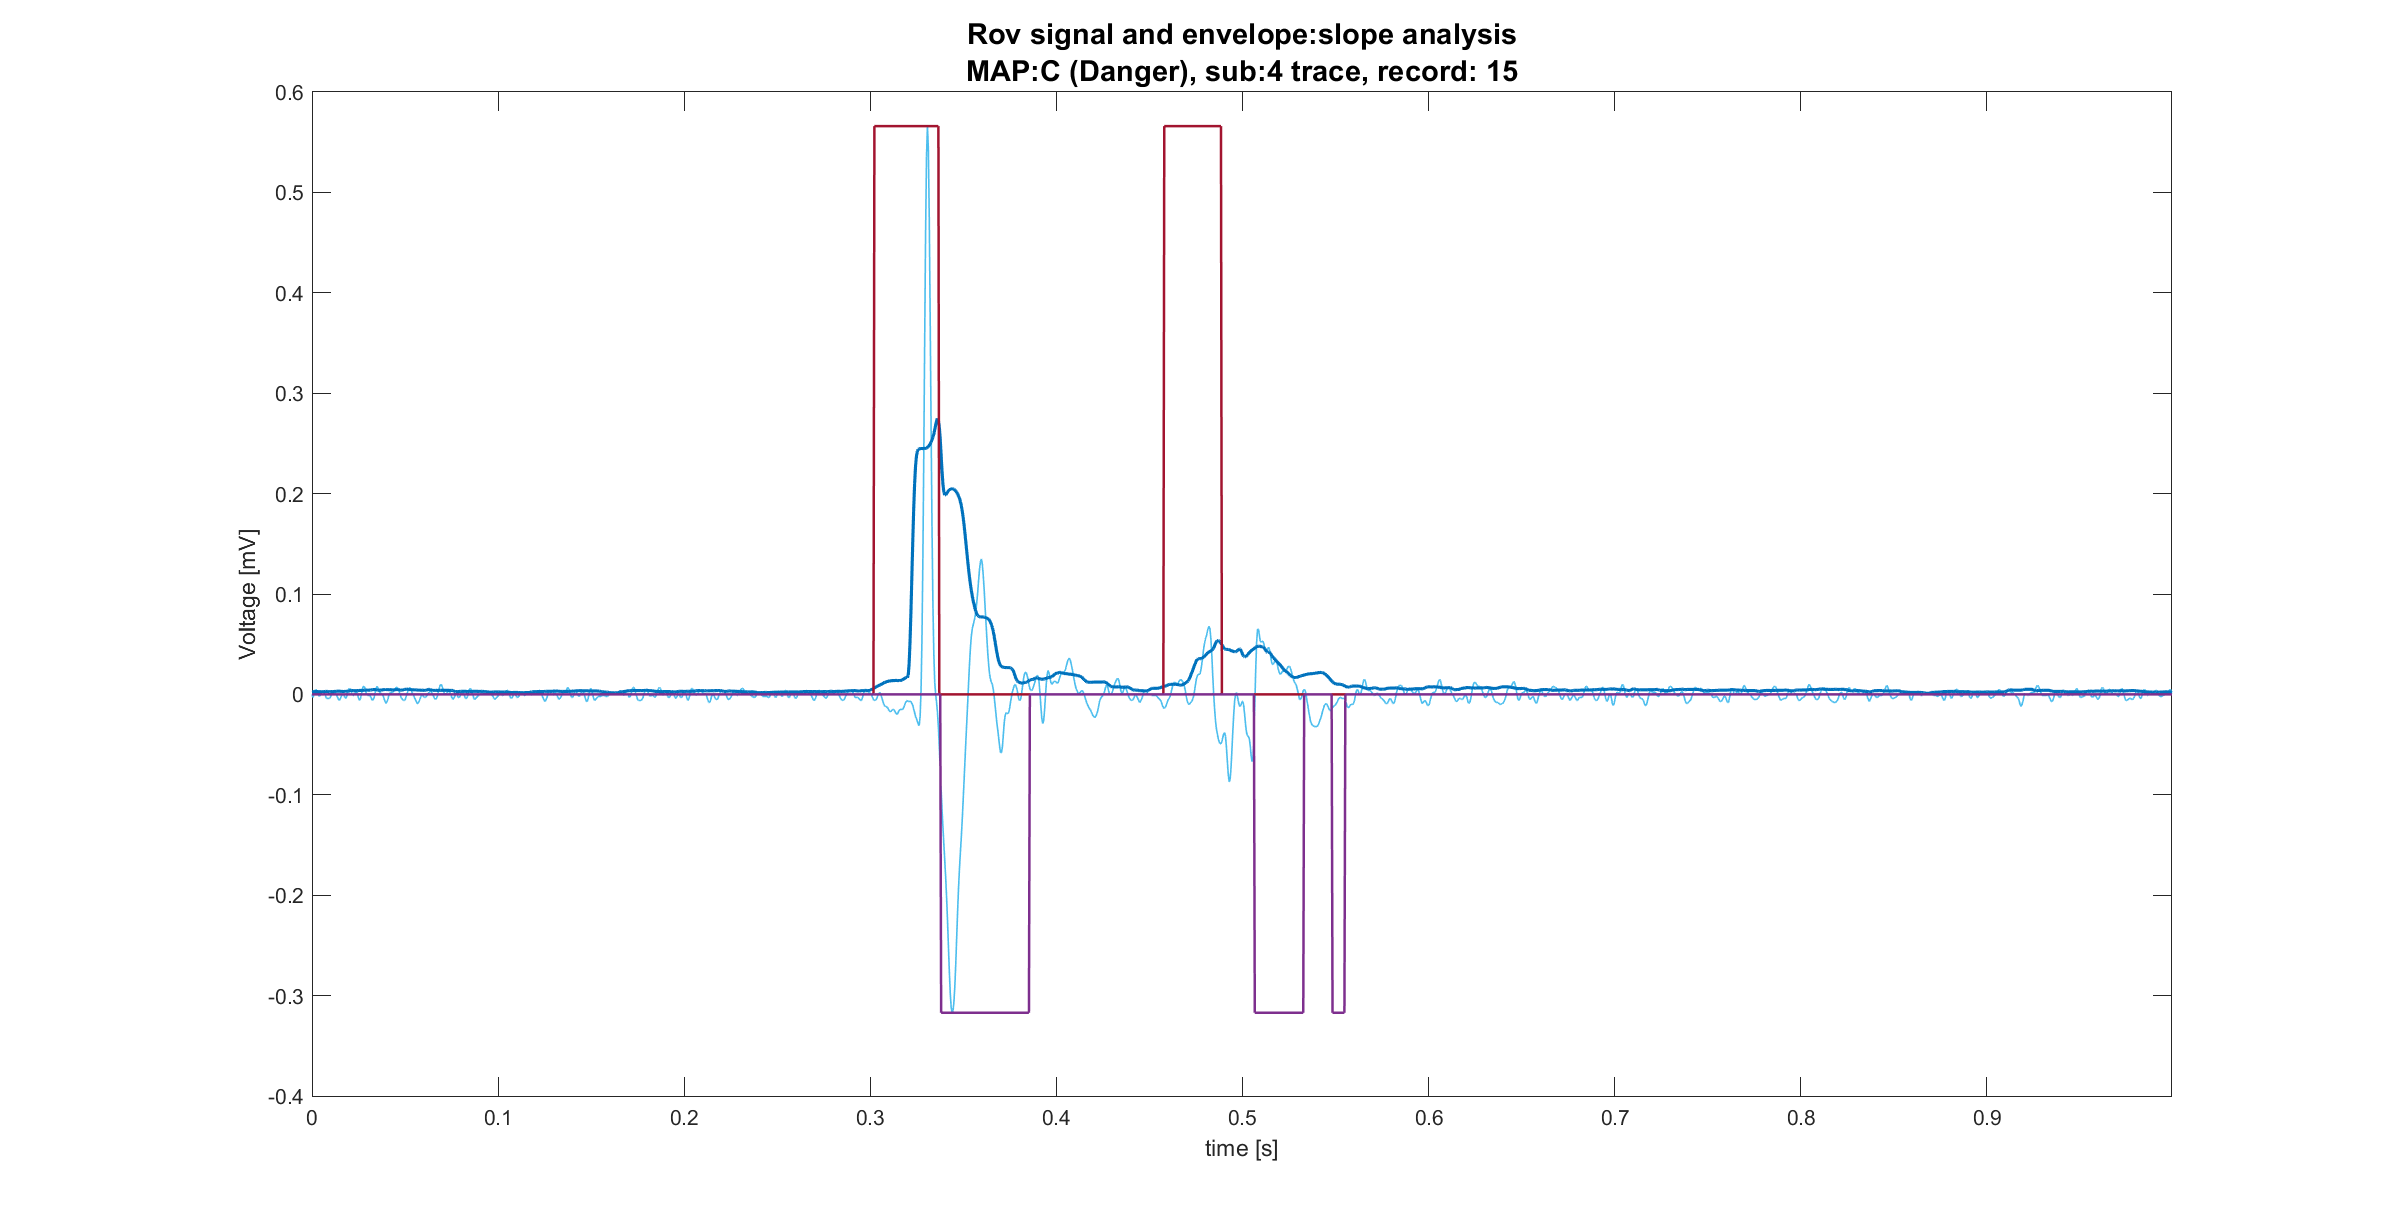 Rov signal and envelope:slope analysis
MAP:C (Danger), sub:4 trace, record: 15
0.6
0.5
0.4
0.3
0.2
0.1
0
-0.1
-0.2
-0.3
-0.4
Voltage [mV]
0 0.1 0.2 0.3 0.4 0.5 0.6 0.7 0.8 0.9
time [s]